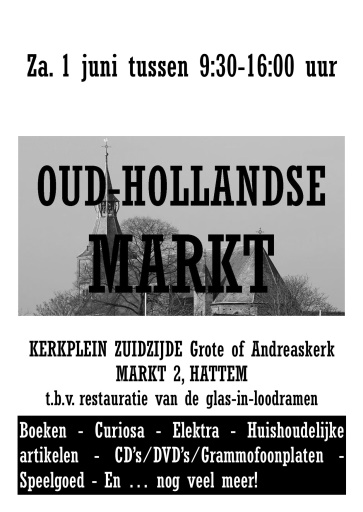 Za. 1 juni tussen 9:30-16:00 uur
OUD-HOLLANDSE
MARKT
KERKPLEIN ZUIDZIJDE Grote of Andreaskerk
MARKT 2, HATTEM
t.b.v. restauratie van de glas-in-loodramen
Boeken - Curiosa - Elektra - Huishoudelijke
artikelen - CD's/DVD's/Grammofoonplaten -
Speelgoed - En ... nog veel meer!